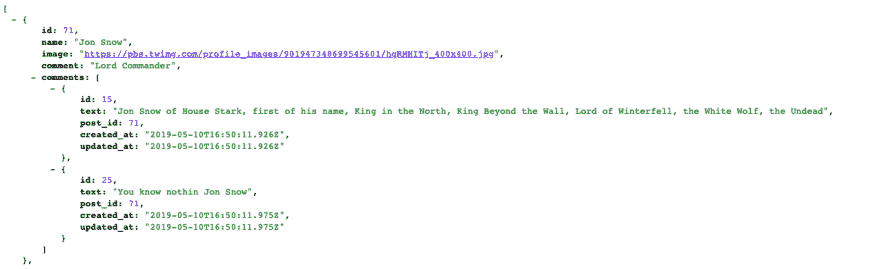 [
- {
id: 71,
name: "Jon Snow",
image: "https://pbs.twimg.com/profile_images/901947348699545601/hqRMHITj_400x400.jpg",
comment: "Lord Commander",
- comments: [
- {
id: 15,
text: "Jon Snow of House Stark, first of his name, King in the North, King Beyond the Wall, Lord of Winterfell, the White Wolf, the Undead",
post_id: 71,
created_at: "2019-05-10T16:50:11.926Z",
updated_at: "2019-05-10T16:50:11.926Z"
},
- {
id: 25,
text: "You know nothin Jon Snow",
post_id: 71,
created_at: "2019-05-10T16:50:11.975Z",
updated_at: "2019-05-10T16:50:11.975Z"
}
]
},